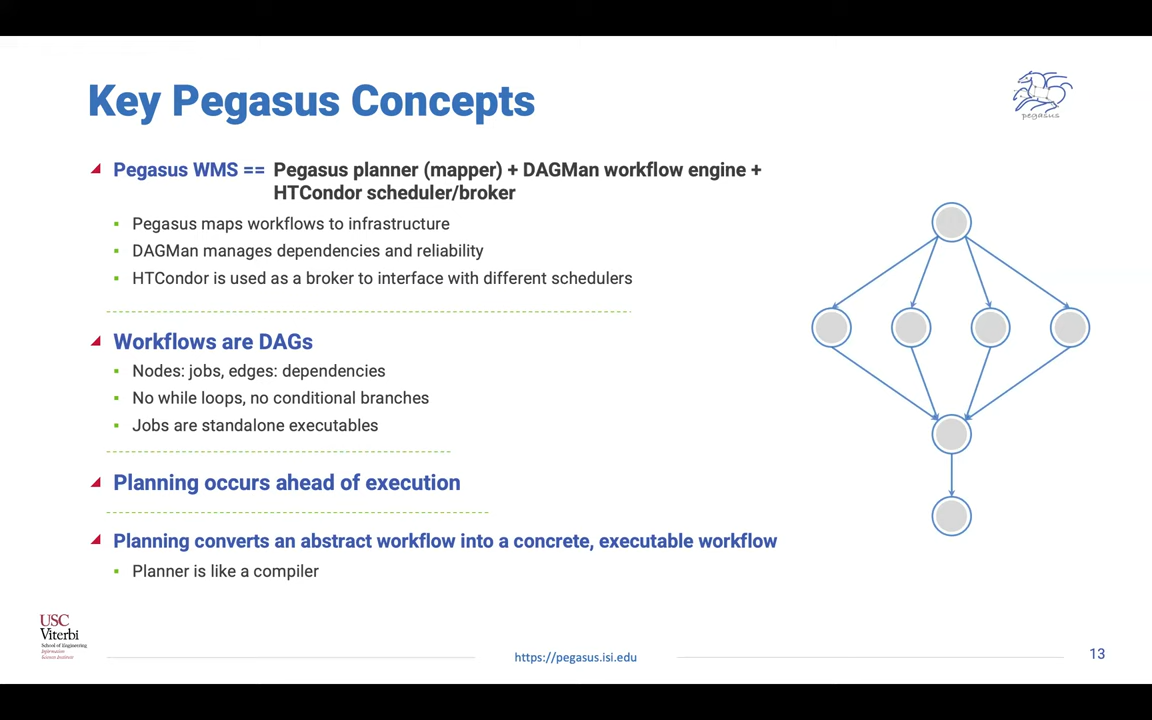 Key Pegasus Concepts
pegasus
Pegasus WMS == Pegasus planner (mapper) + DAGMan workflow engine +
HTCondor scheduler/broker
Pegasus maps workflows to infrastructure
DAGMan manages dependencies and reliability
HTCondor is used as a broker to interface with different schedulers
Workflows are DAGs
Nodes: jobs, edges: dependencies
No while loops, no conditional branches
Jobs are standalone executables
Planning occurs ahead of execution
Planning converts an abstract workflow into a concrete, executable workflow
Planner is like a compiler
USC
Viterbi
School of Engineering
Information
Sciences Institute
https://pegasus.isi.edu
13